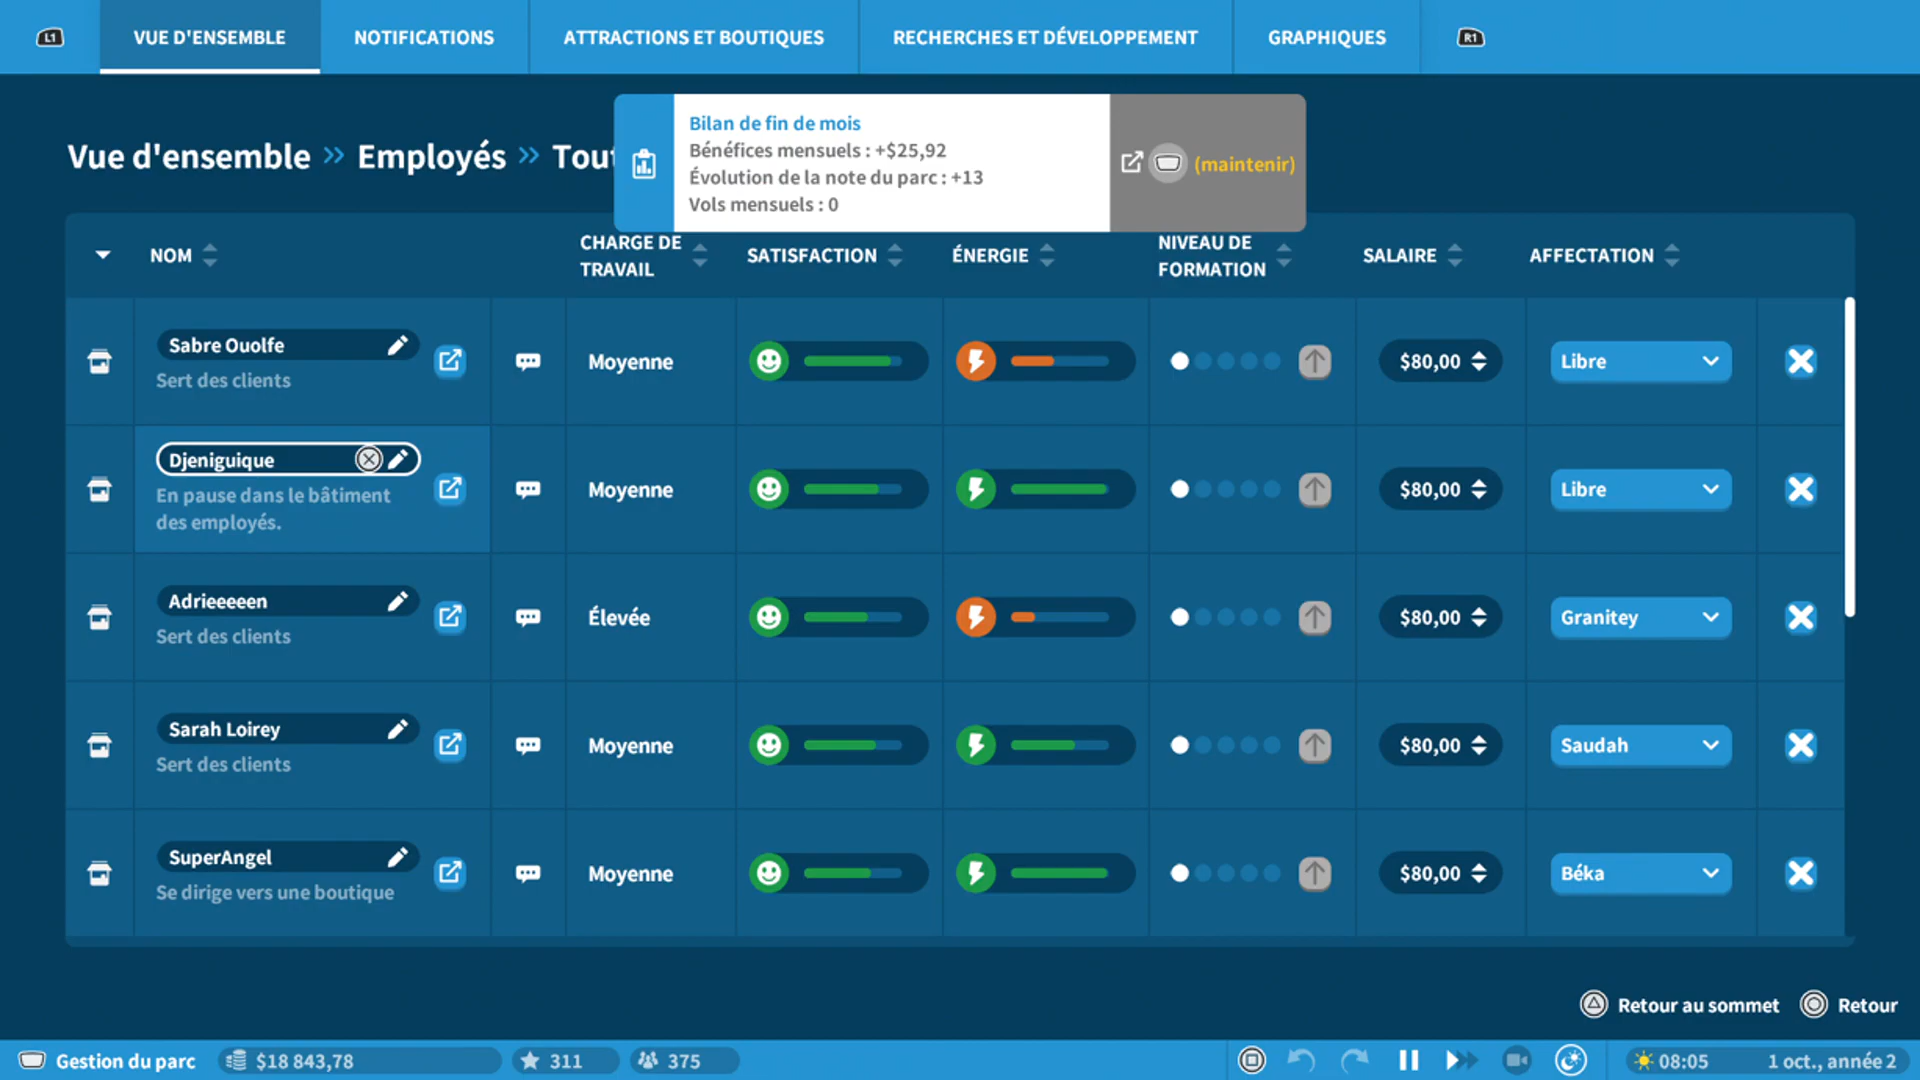 L1
VUE D'ENSEMBLE
NOTIFICATIONS
ATTRACTIONS ET BOUTIQUES
RECHERCHES ET DÉVELOPPEMENT
GRAPHIQUES
R1
Vue d'ensemble » Employés » Tout
Bilan de fin de mois
Bénéfices mensuels : +$25,92
Évolution de la note du parc : +13
Vols mensuels : 0
(maintenir)
NOM
CHARGE DE
TRAVAIL
SATISFACTION
ÉNERGIE
NIVEAU DE
FORMATION
SALAIRE
AFFECTATION
Sabre Ouolfe
Sert des clients
Moyenne
$80,00
Libre
Djeniguique
En pause dans le bâtiment
des employés.
Moyenne
$80,00
Libre
Adrieeeeen
Sert des clients
Élevée
$80,00
Granitey
Sarah Loirey
Sert des clients
Moyenne
$80,00
Saudah
SuperAngel
Se dirige vers une boutique
Moyenne
$80,00
Béka
Retour au sommet
Retour
Gestion du parc
$18 843,78
311
375
08:05
1 oct., année 2